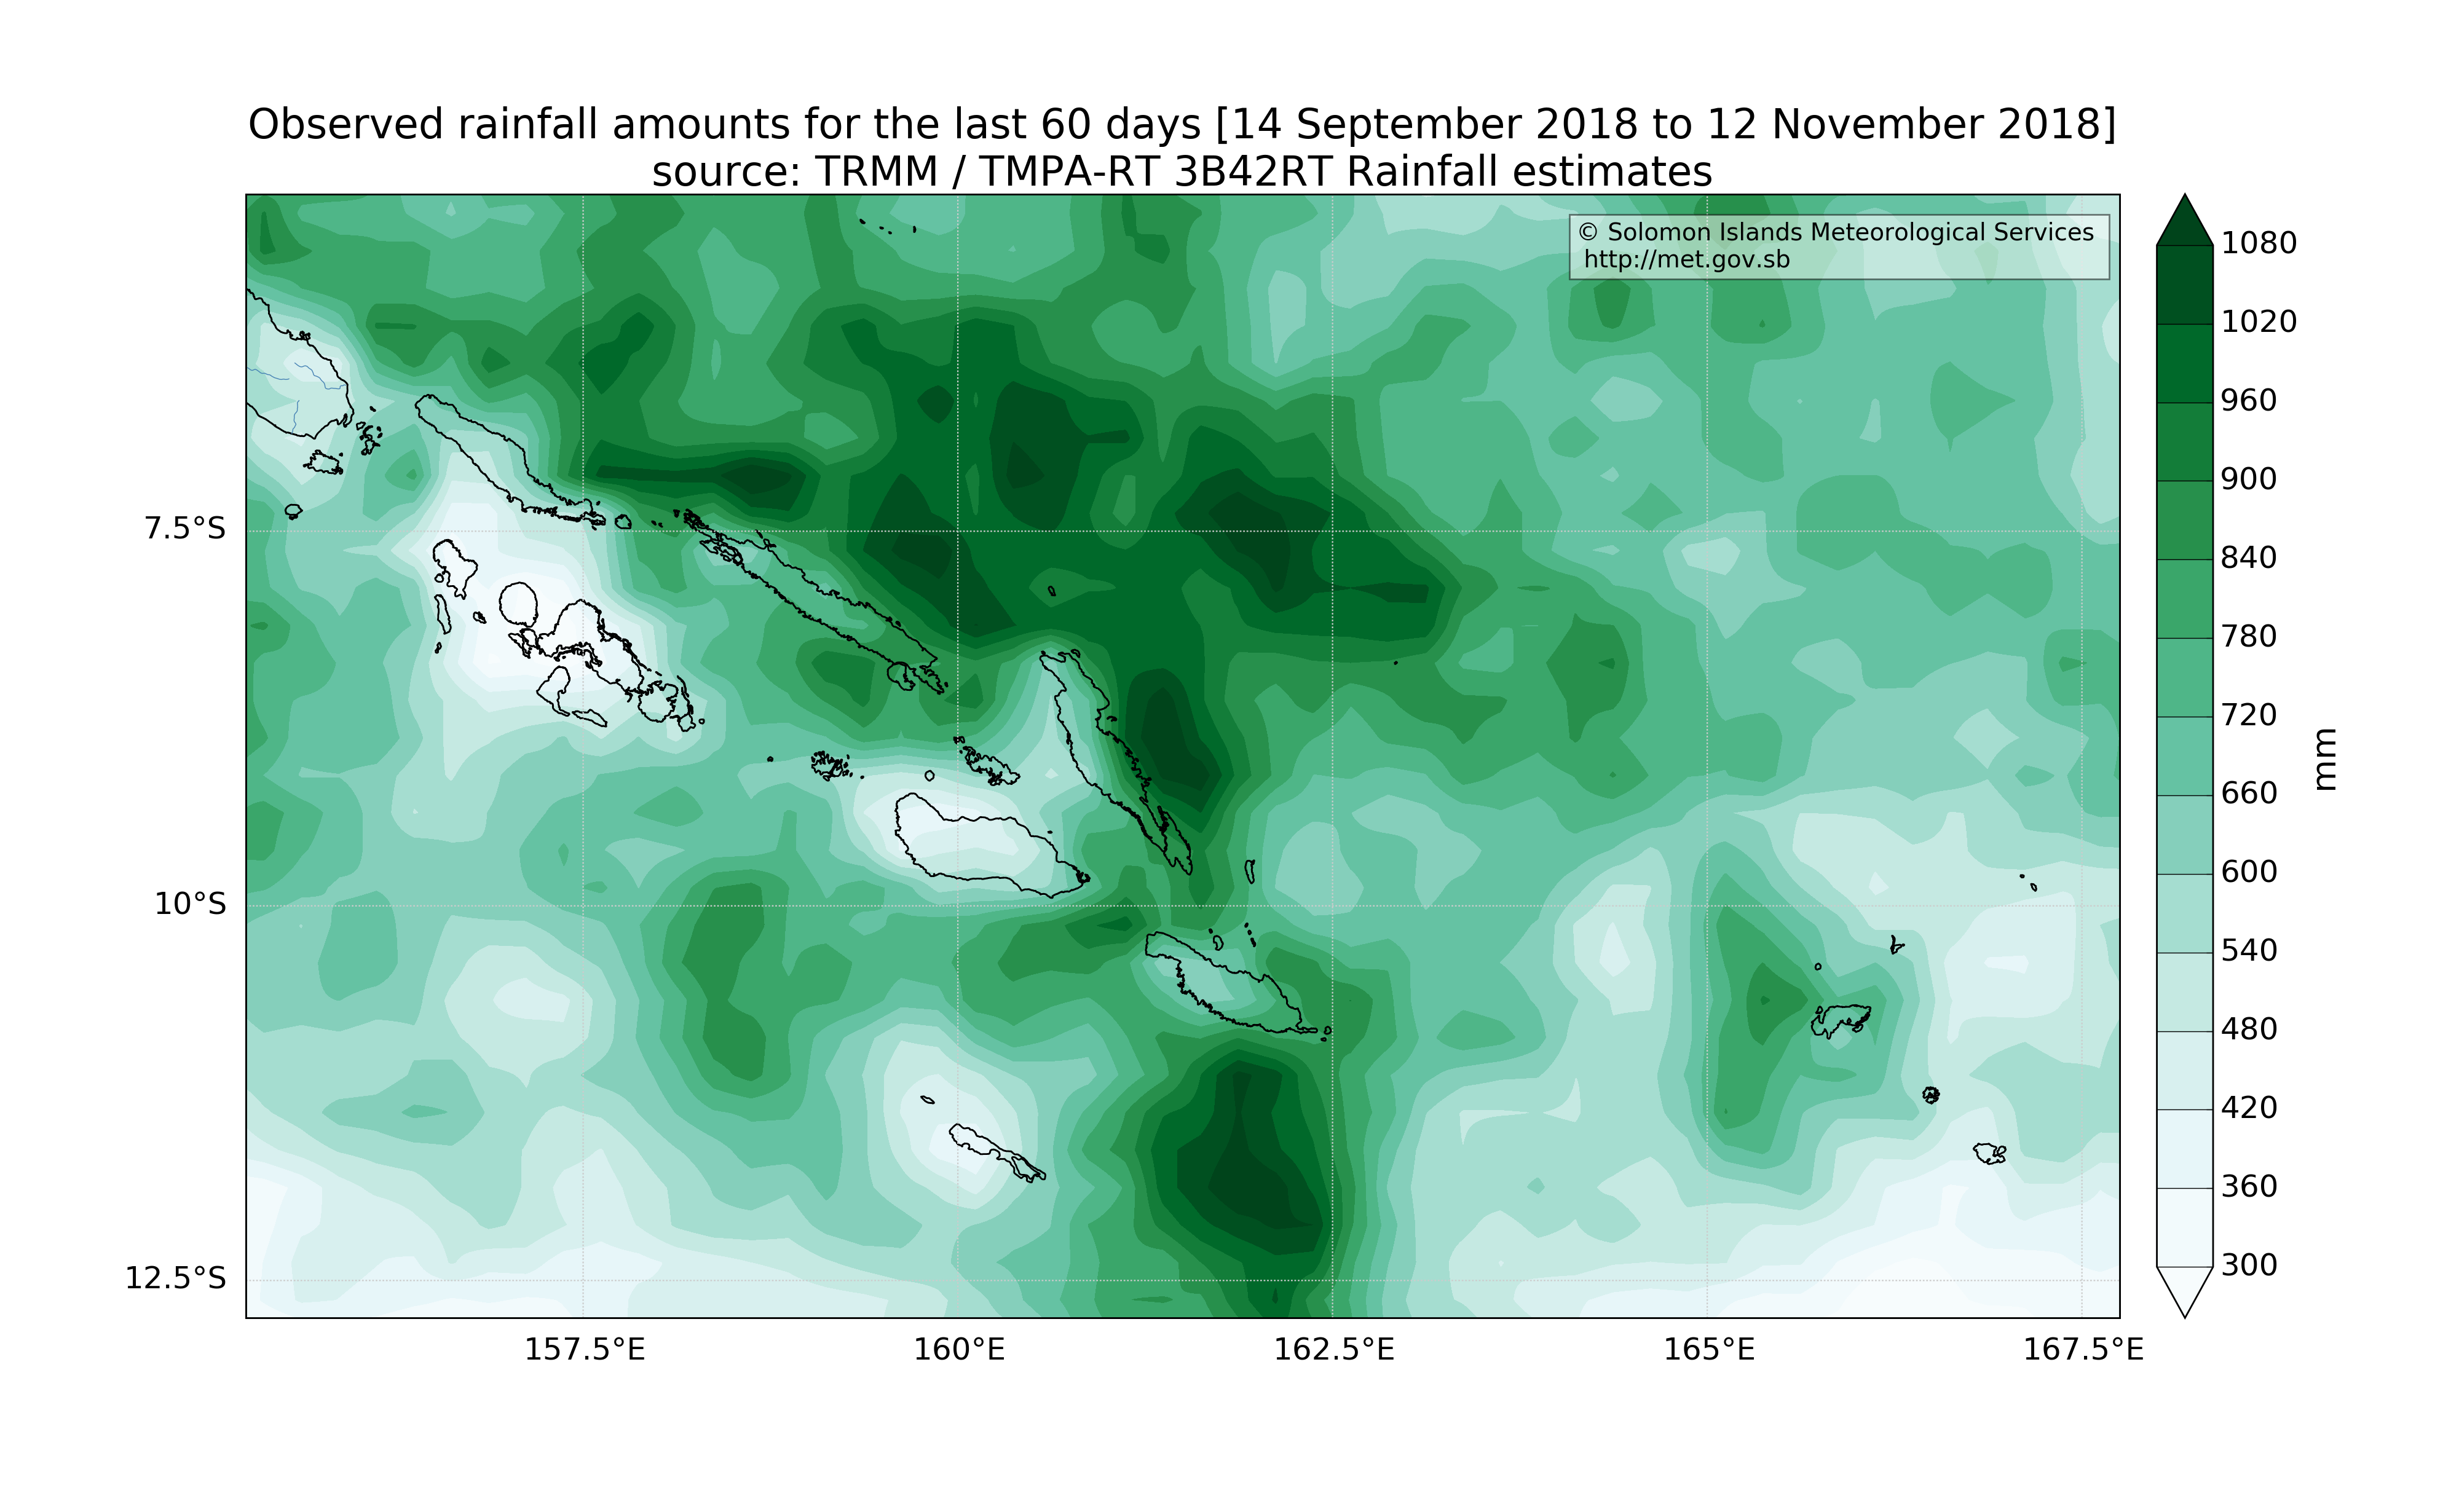 Observed rainfall amounts for the last 60 days [14 September 2018 to 12 November 2018]
source: TRMM / TMPA-RT 3B42RT Rainfall estimates
© Solomon Islands Meteorological Services
http://met.gov.sb
7.5°S
10°S
12.5°S
157.5°E
160°E
162.5°E
165°E
167.5°E
1080
1020
960
900
840
780
720
660
600
540
480
420
360
300
mm